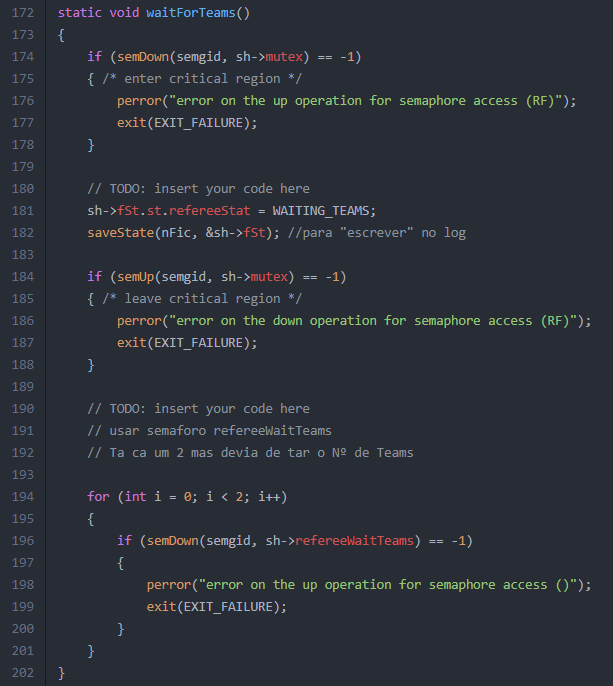 172 static void waitForTeams()
173 {
174     if (semDown(semgid, sh->mutex) == -1)
175     { /* enter critical region */
176         perror("error on the up operation for semaphore access (RF)");
177         exit(EXIT_FAILURE);
178     }
179
180     // TODO: insert your code here
181     sh->fSt.st.refereeStat = WAITING_TEAMS;
182     saveState(nFic, &sh->fSt); //para "escrever" no log
183
184     if (semUp(semgid, sh->mutex) == -1)
185     { /* leave critical region */
186         perror("error on the down operation for semaphore access (RF)");
187         exit(EXIT_FAILURE);
188     }
189
190     // TODO: insert your code here
191     // usar semaforo refereeWaitTeams
192     // Ta ca um 2 mas devia de tar o Nº de Teams
193
194     for (int i = 0; i < 2; i++)
195     {
196         if (semDown(semgid, sh->refereeWaitTeams) == -1)
197         {
198             perror("error on the up operation for semaphore access ()");
199             exit(EXIT_FAILURE);
200         }
201     }
202 }